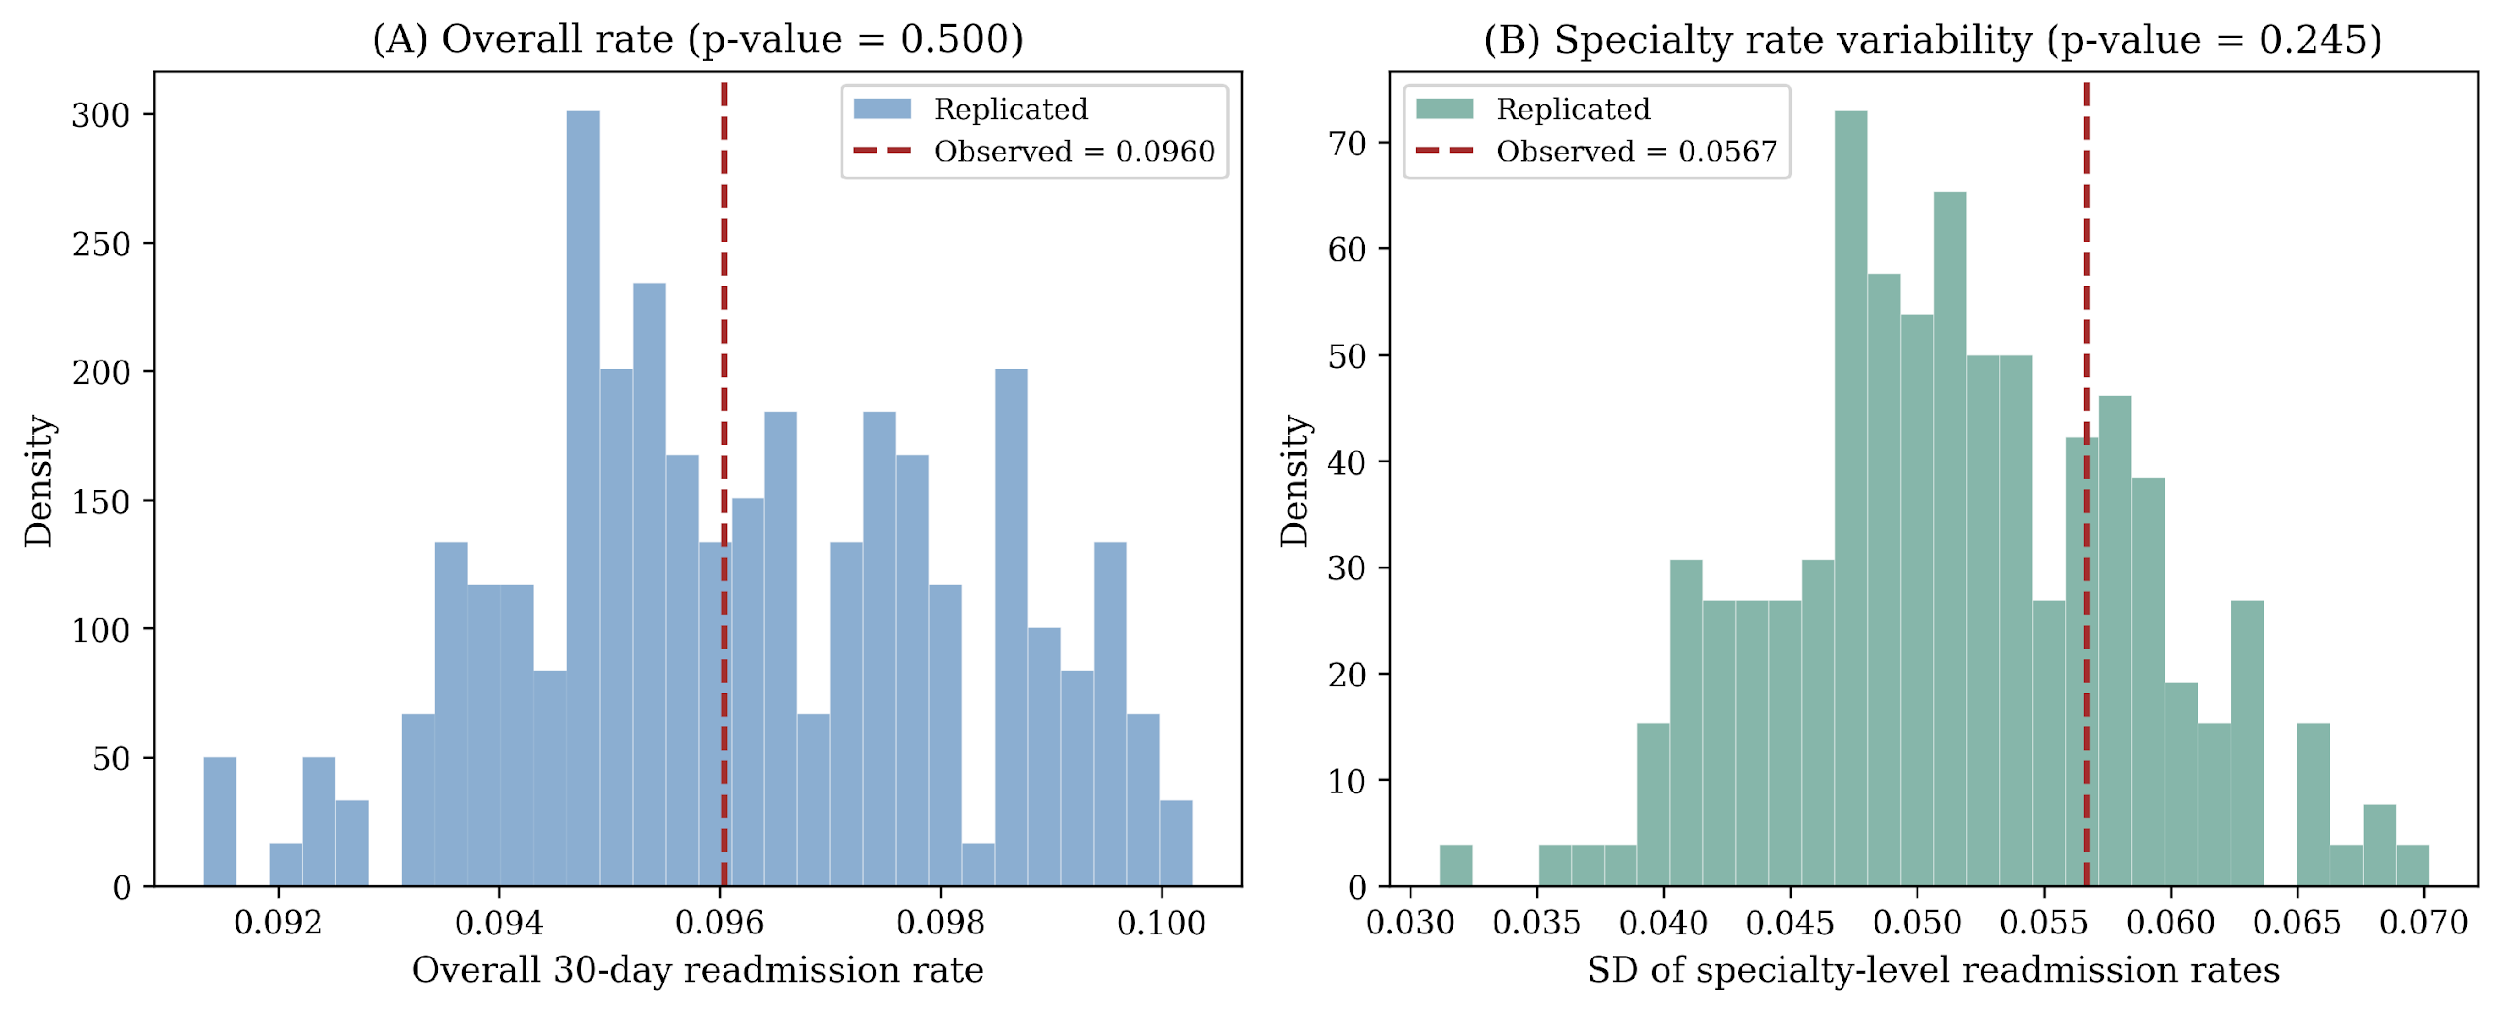 (A) Overall rate (p-value = 0.500)
Replicated
Observed = 0.0960
Density
300
250
200
150
100
50
0
0.092 0.094 0.096 0.098 0.100
Overall 30-day readmission rate
(B) Specialty rate variability (p-value = 0.245)
Replicated
Observed = 0.0567
Density
70
60
50
40
30
20
10
0
0.030 0.035 0.040 0.045 0.050 0.055 0.060 0.065 0.070
SD of specialty-level readmission rates